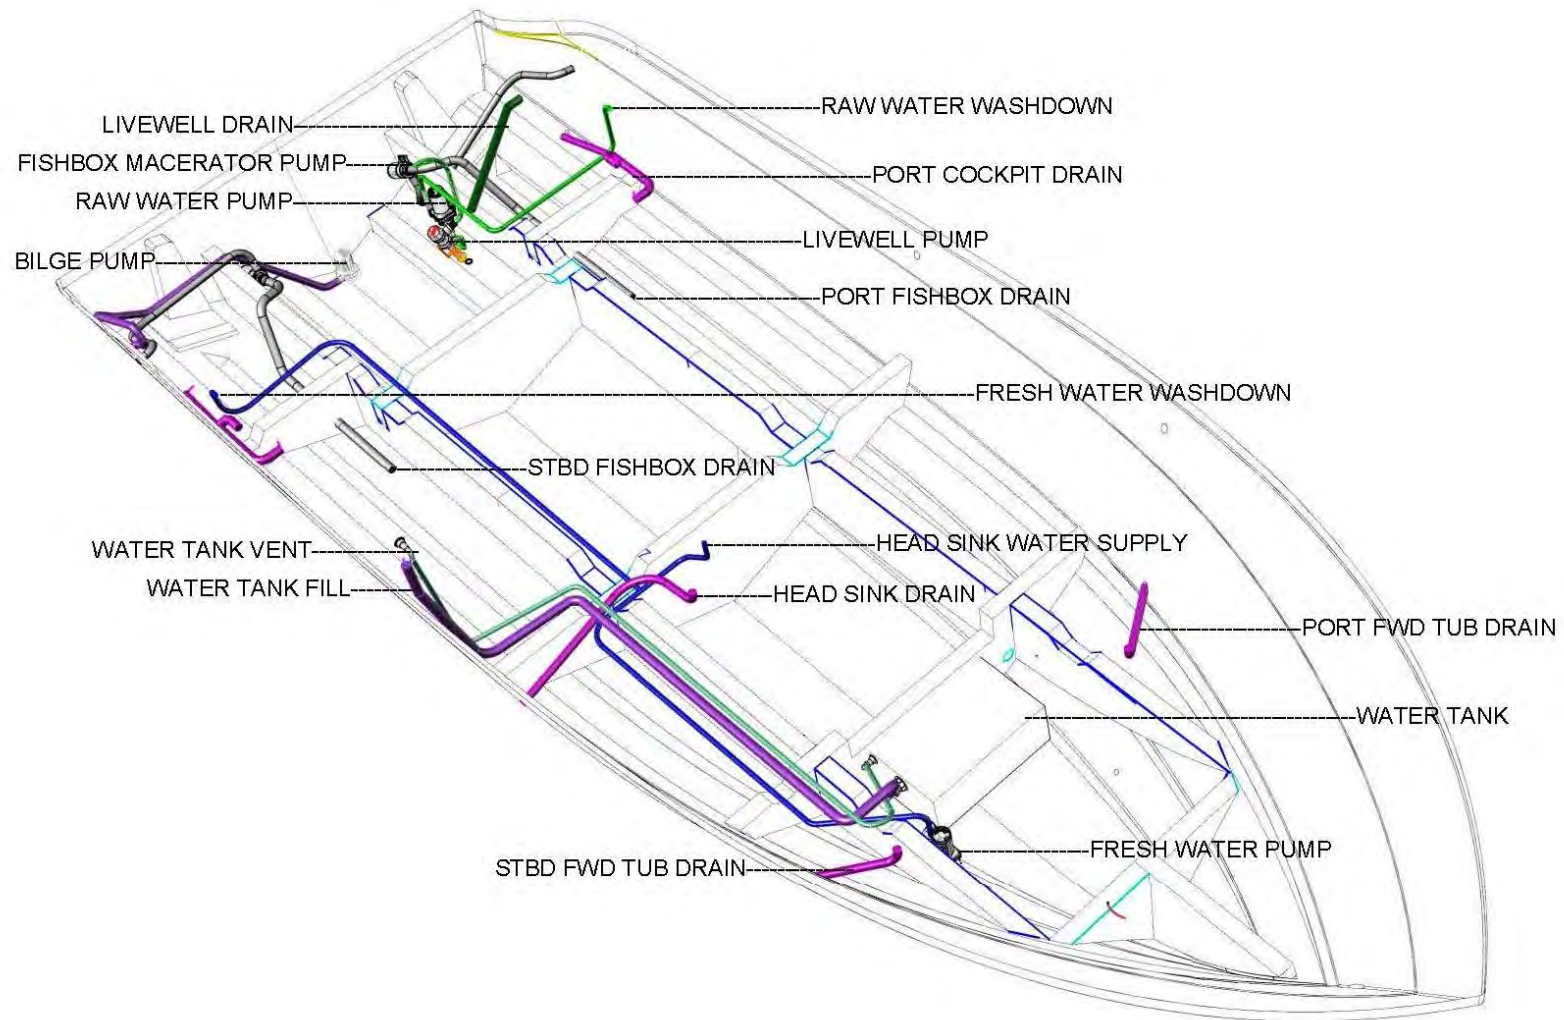 RAW WATER WASHDOWN
LIVEWELL DRAIN
FISHBOX MACERATOR PUMP
PORT COCKPIT DRAIN
RAW WATER PUMP
LIVEWELL PUMP
BILGE PUMP
PORT FISHBOX DRAIN
FRESH WATER WASHDOWN
STBD FISHBOX DRAIN
WATER TANK VENT
HEAD SINK WATER SUPPLY
WATER TANK FILL
HEAD SINK DRAIN
PORT FWD TUB DRAIN
WATER TANK
FRESH WATER PUMP
STBD FWD TUB DRAIN